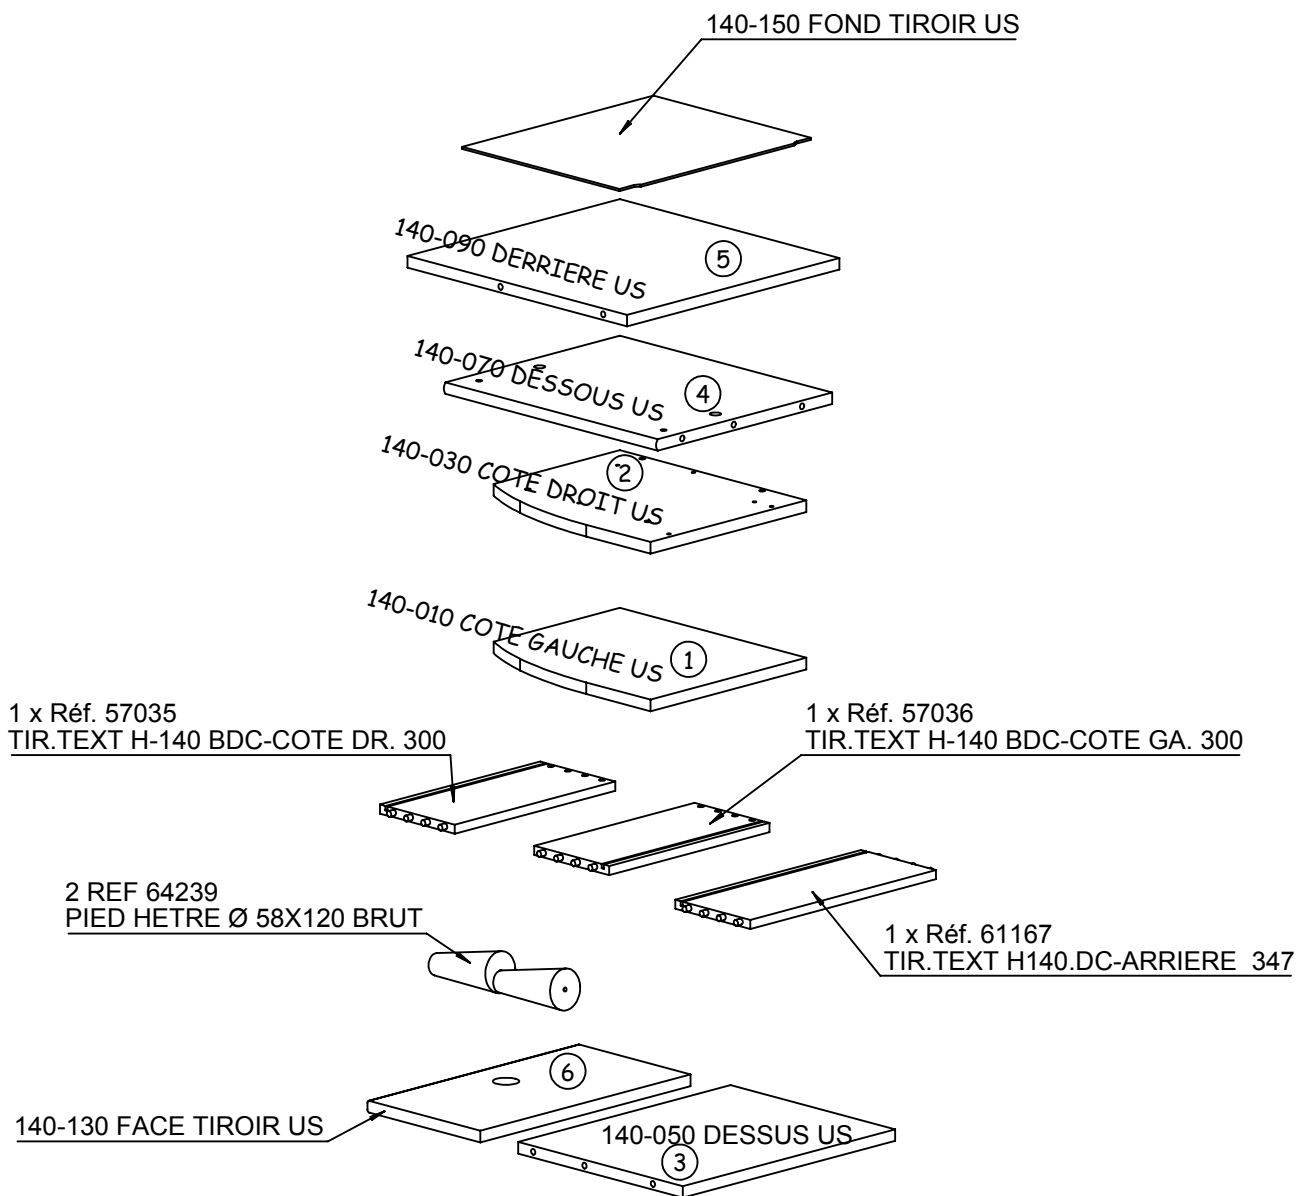 140-150 FOND TIROIR US
140-090 DERRIERE US
5
140-070 DESSOUS US
4
140-030 COTE DROIT US
2
140-010 COTE GAUCHE US
1
1 x Réf. 57035
TIR.TEXT H-140 BDC-COTE DR. 300
1 x Réf. 57036
TIR.TEXT H-140 BDC-COTE GA. 300
2 REF 64239
PIED HETRE Ø 58X120 BRUT
1 x Réf. 61167
TIR.TEXT H140.DC-ARRIERE 347
6
140-130 FACE TIROIR US
140-050 DESSUS US
3